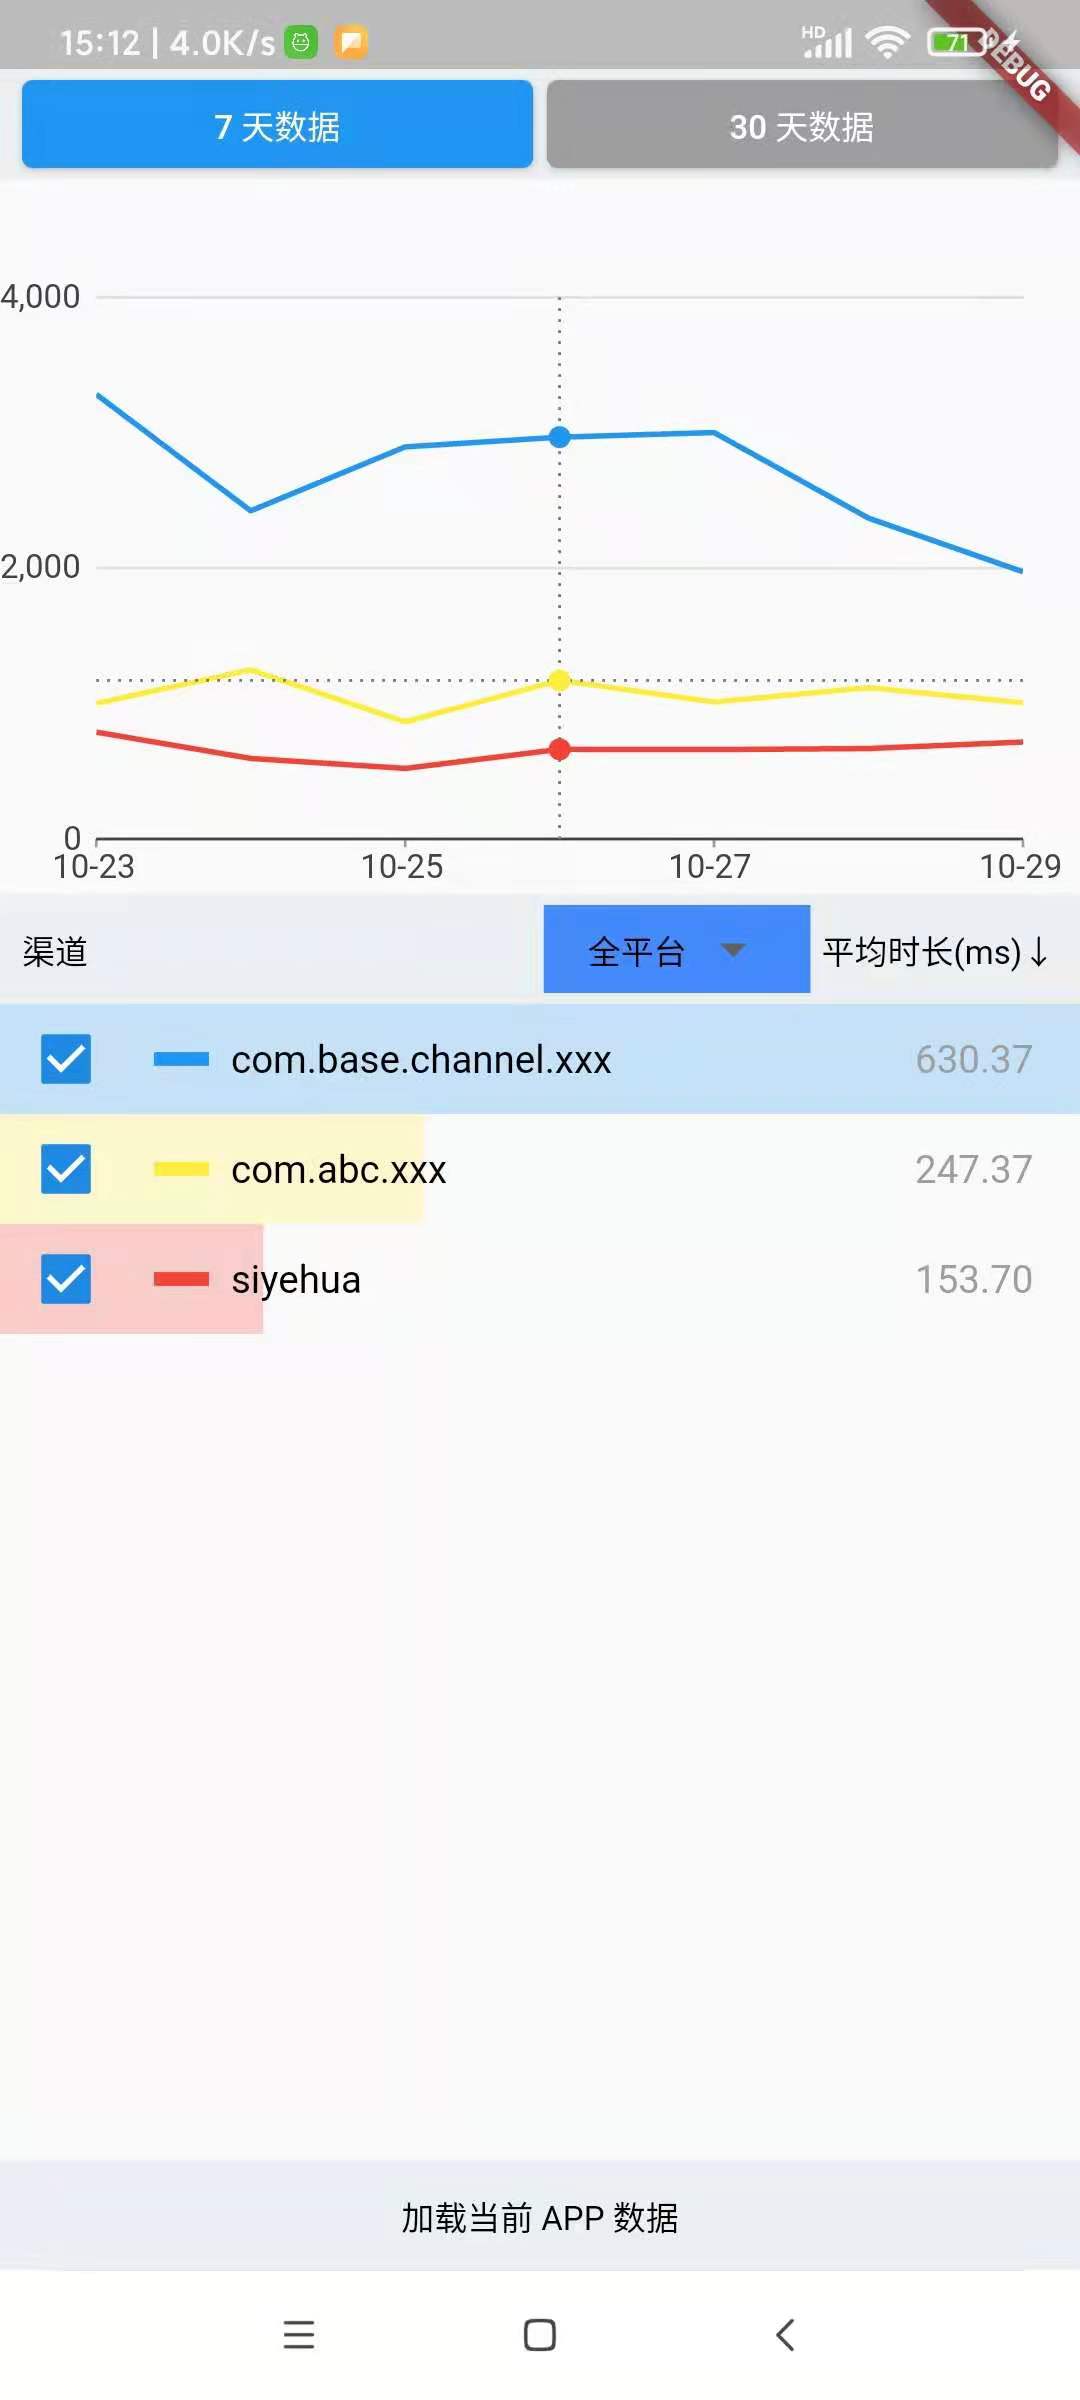 15:12 | 4.0K/s HD 71
DEBUG
7 天数据 30 天数据
4,000
2,000
0
10-23 10-25 10-27 10-29
渠道 全平台 平均时长(ms)↓
com.base.channel.xxx 630.37
com.abc.xxx 247.37
siyehua 153.70
加载当前 APP 数据